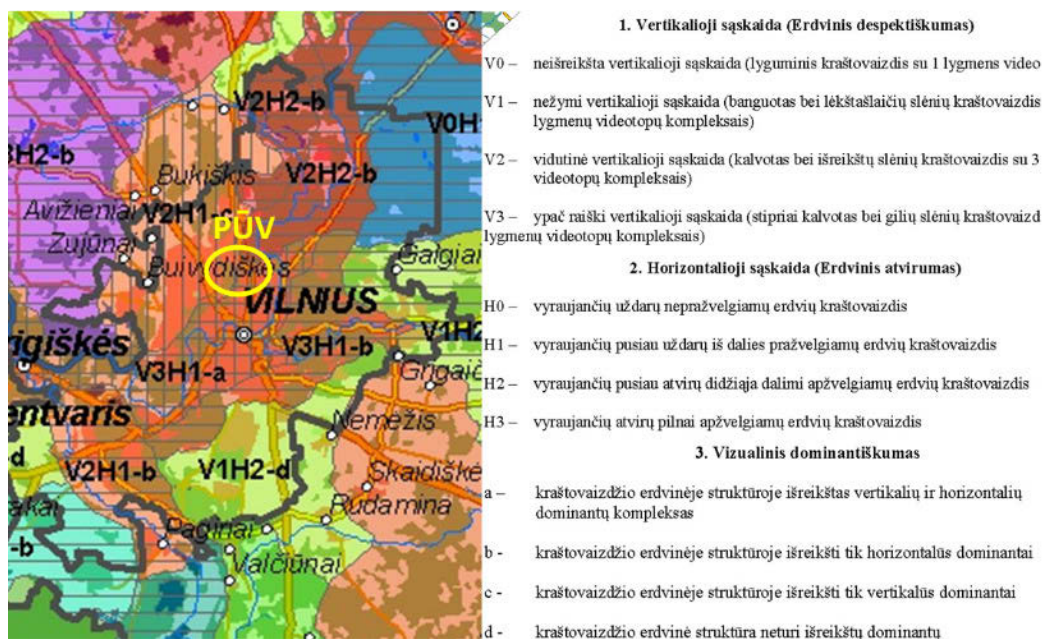 V2H2-b
V0H
H2-b
V2H2-b
Bukiškis
Avižieniai
V2H1-c
PŪV
Zujūnai
Buivydiškės
Galgiai
VILNIUS
V1H2
V3H1-b
V3H1-a
Grigaič
entvaris
Nemėžis
d
V2H1-b
V1H2-d
Skaidiškė
Rudamina
akai
-b
Pagiriai
Valčiūnai
1. Vertikalioji sąskaida (Erdvinis despektiškumas)
V0 – neišreikšta vertikalioji sąskaida (lyguminis kraštovaizdis su 1 lygmens video
V1 – nežymi vertikalioji sąskaida (banguotas bei lėkštašlaičių slėnių kraštovaizdis
lygmenų videotopų kompleksais)
V2 – vidutinė vertikalioji sąskaida (kalvotas bei išreikštų slėnių kraštovaizdis su 3
videotopų kompleksais)
V3 – ypač raiški vertikalioji sąskaida (stipriai kalvotas bei gilių slėnių kraštovaizd
lygmenų videotopų kompleksais)
2. Horizontalioji sąskaida (Erdvinis atvirumas)
H0 – vyraujančių uždarų nepražvelgiamų erdvių kraštovaizdis
H1 – vyraujančių pusiau uždarų iš dalies pražvelgiamų erdvių kraštovaizdis
H2 – vyraujančių pusiau atvirų didžiąja dalimi apžvelgiamų erdvių kraštovaizdis
H3 – vyraujančių atvirų pilnai apžvelgiamų erdvių kraštovaizdis
3. Vizualinis dominantiškumas
a – kraštovaizdžio erdvinėje struktūroje išreikštas vertikalių ir horizontalių
dominantų kompleksas
b - kraštovaizdžio erdvinėje struktūroje išreikšti tik horizontalūs dominantai
c - kraštovaizdžio erdvinėje struktūroje išreikšti tik vertikalūs dominantai
d - kraštovaizdžio erdvinė struktūra neturi išreikštų dominantų